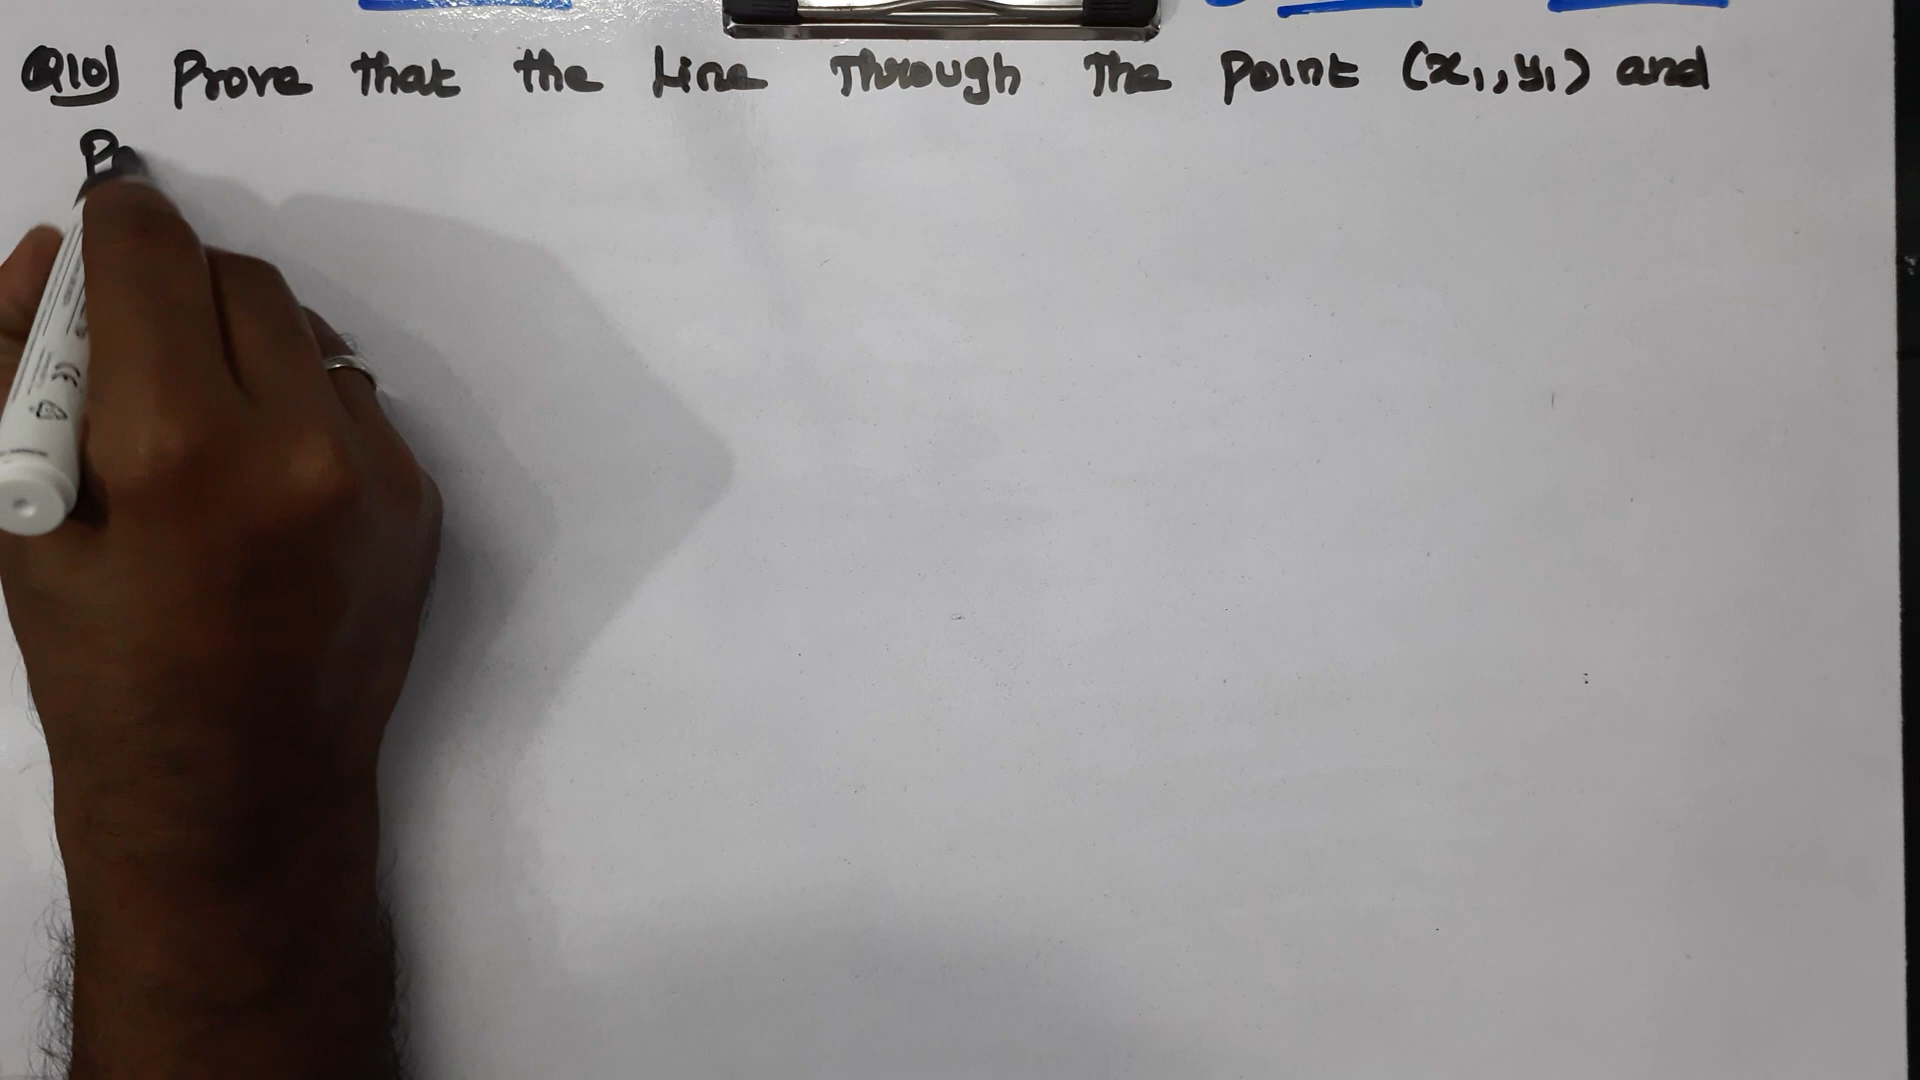 Q10) Prove that the Line Through The Point (x₁,y₁) and